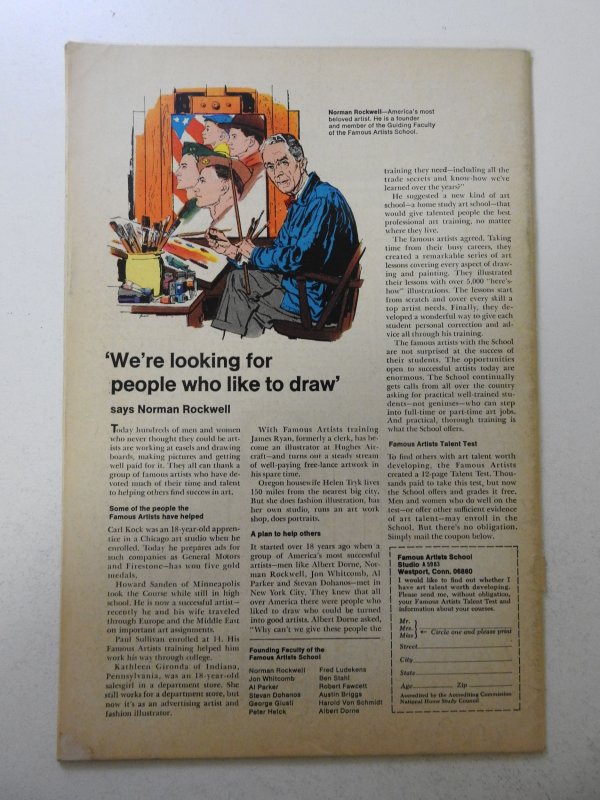 Norman Rockwell—America's most
beloved artist. He is a founder
and member of the Guiding Faculty
of the Famous Artists School.
'We're looking for
people who like to draw'
says Norman Rockwell
Today hundreds of men and women
who never thought they could be art-
ists are working at easels and drawing
boards, making pictures and getting
well paid for it. They all can thank a
group of famous artists who have de-
voted much of their time and talent
to helping others find success in art.
Some of the people the
Famous Artists have helped
Carl Kock was an 18-year-old appren-
tice in a Chicago art studio when he
enrolled. Today he prepares ads for
such companies as General Motors
and Firestone—has won five gold
medals.
Howard Sanden of Minneapolis
took the Course while still in high
school. He is now a successful artist—
recently he and his wife traveled
through Europe and the Middle East
on important art assignments.
Paul Sullivan enrolled at 11. His
Famous Artists training helped him
work his way through college.
Kathleen Gironda of Indiana,
Pennsylvania, was an 18-year-old
salesgirl in a department store. She
still works for a department store, but
now it's as an advertising artist and
fashion illustrator.
With Famous Artists training
James Ryan, formerly a clerk, has be-
come an illustrator at Hughes Air-
craft—and turns out a steady stream
of well-paying free-lance artwork in
his spare time.
Oregon housewife Helen Tryk lives
150 miles from the nearest big city.
But she does fashion illustration, has
her own studio, runs an art work
shop, does portraits.
A plan to help others
It started over 18 years ago when a
group of America's most successful
artists—men like Albert Dorne, Nor-
man Rockwell, Jon Whitcomb, Al
Parker and Stevan Dohanos—met in
New York City. They knew that all
over America there were people who
liked to draw who could be turned
into good artists. Albert Dorne asked,
"Why can't we give these people the
Founding Faculty of the
Famous Artists School
Norman Rockwell Fred Ludekens
Jon Whitcomb Ben Stahl
Al Parker Robert Fawcett
Stevan Dohanos Austin Briggs
George Giusti Harold Von Schmidt
Peter Helck Albert Dorne
training they need—including all the
trade secrets and know-how we've
learned over the years?"
He suggested a new kind of art
school—a home study art school—that
would give talented people the best
professional art training, no matter
where they live.
The famous artists agreed. Taking
time from their busy careers, they
created a remarkable series of art
lessons covering every aspect of draw-
ing and painting. They illustrated
their lessons with over 5,000 "here's-
how" illustrations. The lessons start
from scratch and cover every skill a
top artist needs. Finally, they de-
veloped a wonderful way to give each
student personal correction and ad-
vice all through his training.
The famous artists with the School
are not surprised at the success of
their students. The opportunities
open to successful artists today are
enormous. The School continually
gets calls from all over the country
asking for practical well-trained stu-
dents—not geniuses—who can step
into full-time or part-time art jobs.
And practical, thorough training is
what the School offers.
Famous Artists Talent Test
To find others with art talent worth
developing, the Famous Artists
created a 12-page Talent Test. Thou-
sands paid to take this test, but now
the School offers and grades it free.
Men and women who do well on the
test—or offer other sufficient evidence
of art talent—may enroll in the
School. But there's no obligation.
Simply mail the coupon below.
Famous Artists School
Studio A 5983
Westport, Conn. 06880
I would like to find out whether I
have art talent worth developing.
Please send me, without obligation,
your Famous Artists Talent Test and
information about your courses.
Mr.
Mrs.
Miss
← Circle one and please print
Street
City
State
Age Zip
Accredited by the Accrediting Commission
National Home Study Council